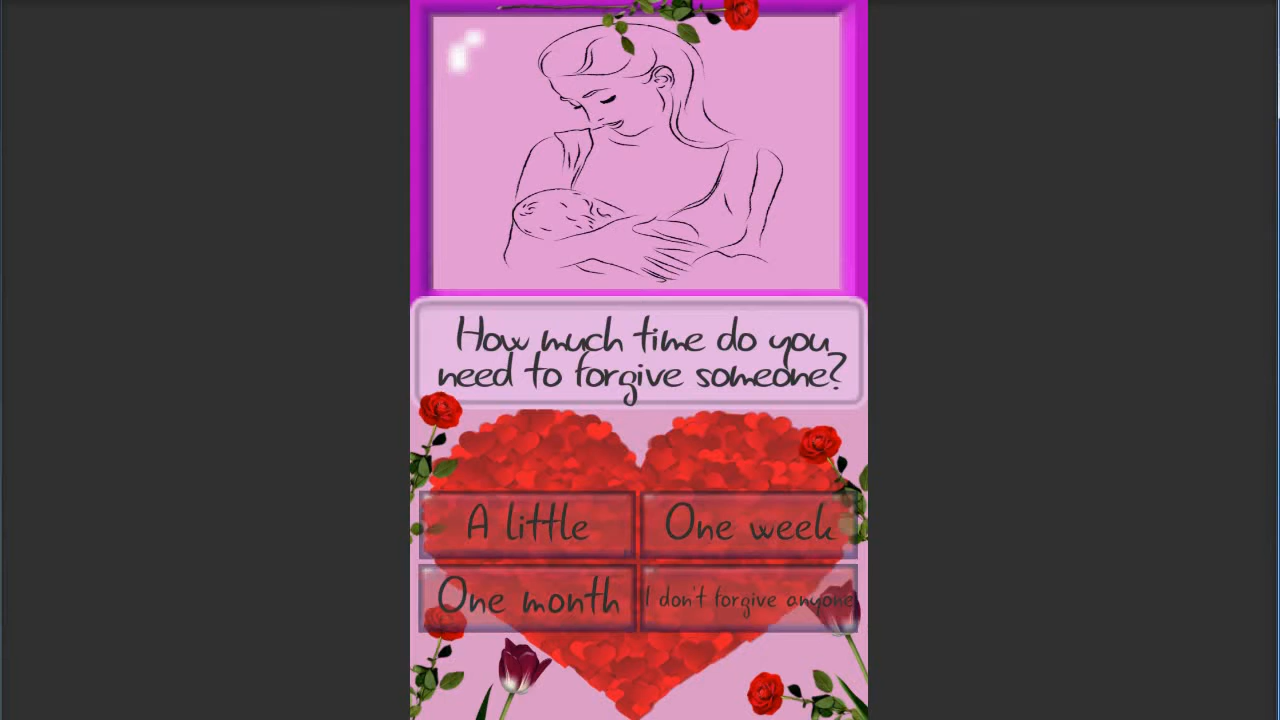 How much time do you
need to forgive someone?
A little
One week
One month
I don't forgive anyone